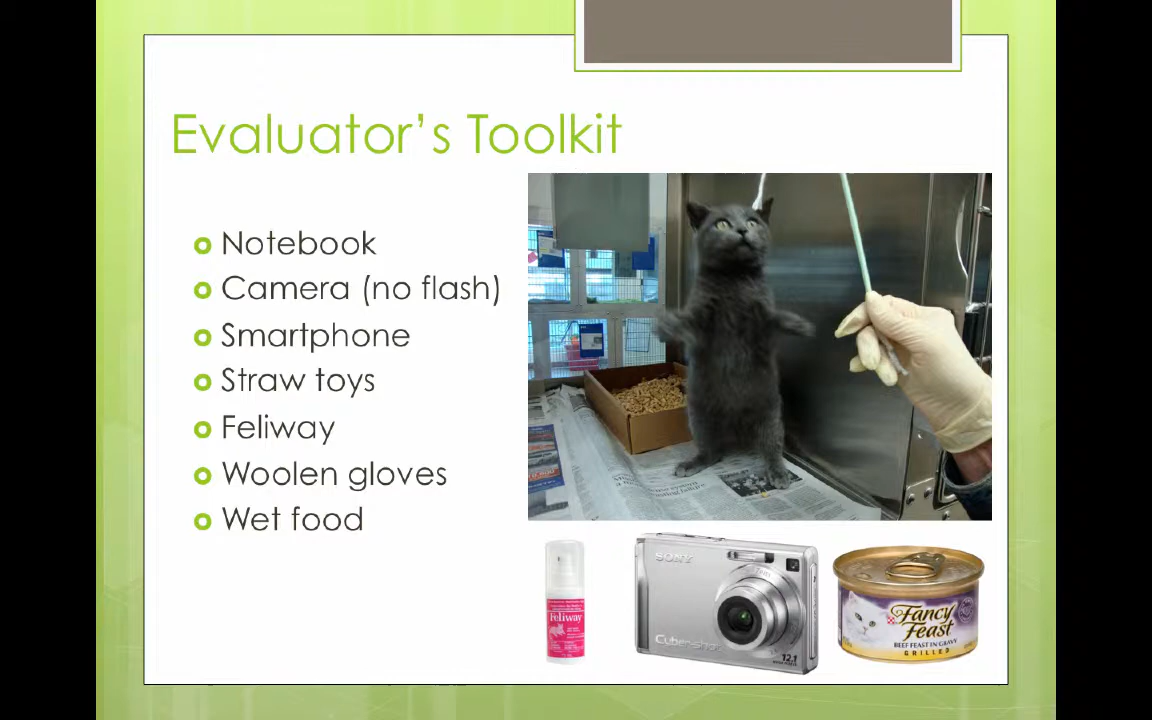 Evaluator's Toolkit
Notebook
Camera (no flash)
Smartphone
Straw toys
Feliway
Woolen gloves
Wet food
Feliway
SONY
Cyber-shot
12.1
Fancy
Feast
BEEF FEAST IN GRAVY
GRILLED